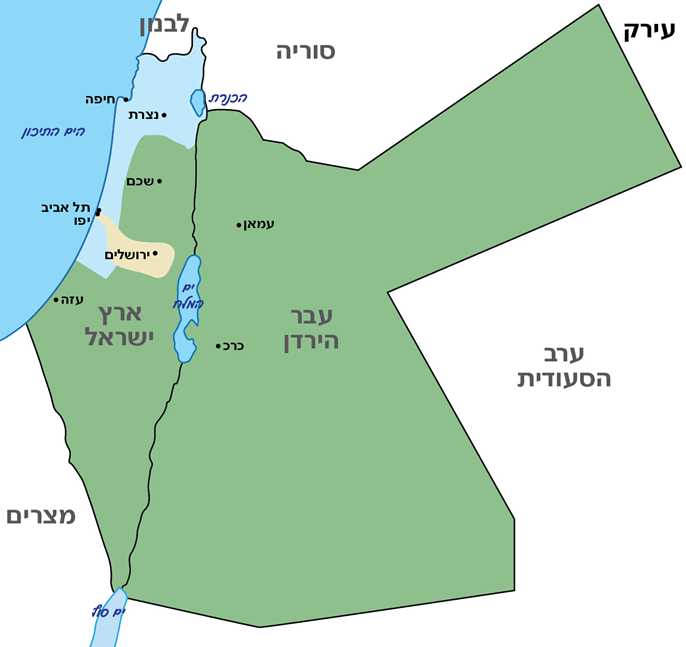 לבנון
עירק
סוריה
חיפה
הכנרת
נצרת
הים התיכון
שכם
תל אביב
יפו
עמאן
ירושלים
ים
המלח
עזה
ארץ
ישראל
עבר
הירדן
כרכ
ערב
הסעודית
מצרים
ים סוף